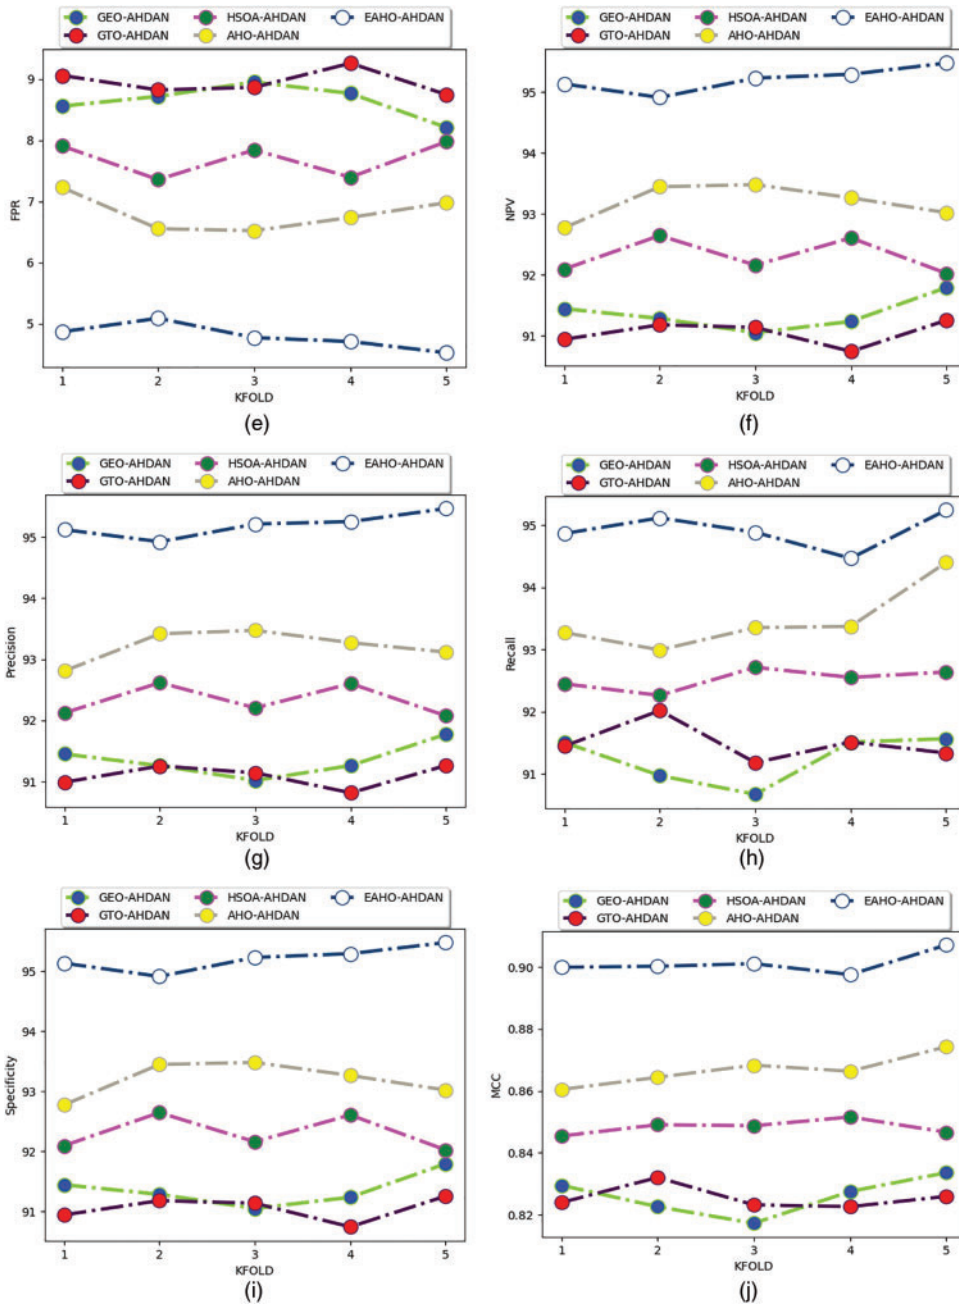 GEO-AHDAN HSOA-AHDAN EAHO-AHDAN
GTO-AHDAN AHO-AHDAN
9
8
7
6
5
FPR
1 2 3 4 5
KFOLD
(e)
GEO-AHDAN HSOA-AHDAN EAHO-AHDAN
GTO-AHDAN AHO-AHDAN
95
94
93
92
91
NPV
1 2 3 4 5
KFOLD
(f)
GEO-AHDAN HSOA-AHDAN EAHO-AHDAN
GTO-AHDAN AHO-AHDAN
95
94
93
92
91
Precision
1 2 3 4 5
KFOLD
(g)
GEO-AHDAN HSOA-AHDAN EAHO-AHDAN
GTO-AHDAN AHO-AHDAN
95
94
93
92
91
Recall
1 2 3 4 5
KFOLD
(h)
GEO-AHDAN HSOA-AHDAN EAHO-AHDAN
GTO-AHDAN AHO-AHDAN
95
94
93
92
91
Specificity
1 2 3 4 5
KFOLD
(i)
GEO-AHDAN HSOA-AHDAN EAHO-AHDAN
GTO-AHDAN AHO-AHDAN
0.90
0.88
0.86
0.84
0.82
MCC
1 2 3 4 5
KFOLD
(j)